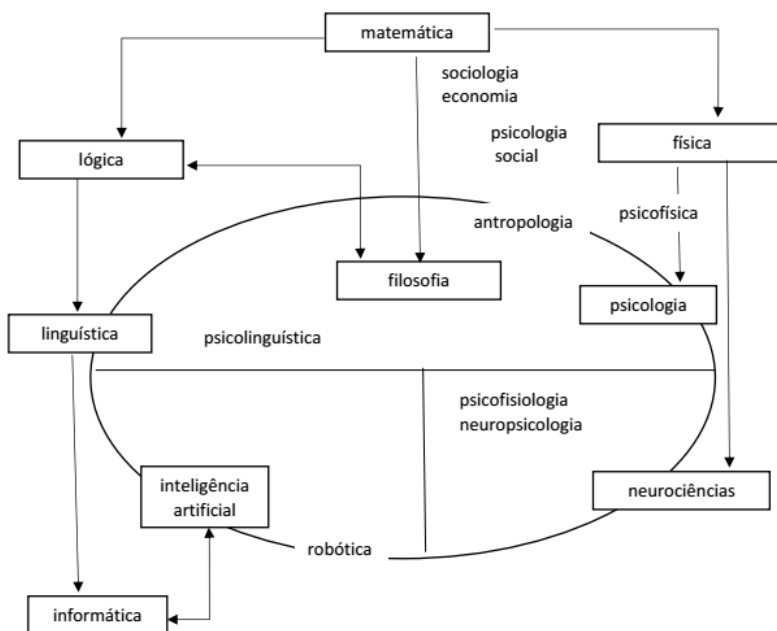 matemática
sociologia
economia
psicologia
social
lógica
física
psicofísica
antropologia
filosofia
psicologia
linguística
psicolinguística
psicofisiologia
neuropsicologia
inteligência
artificial
neurociências
robótica
informática